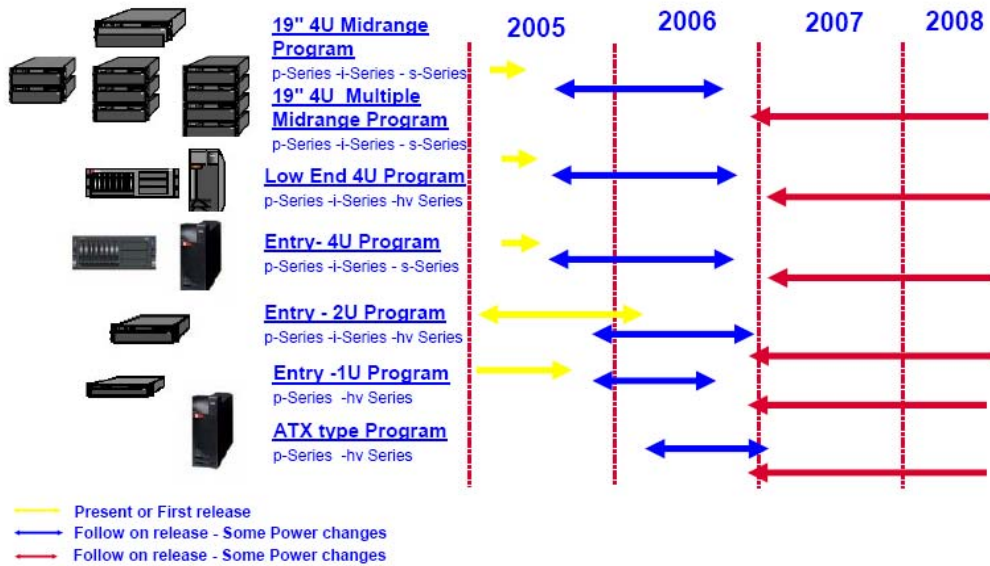 2005 2006 2007 2008
19" 4U Midrange
Program
p-Series -i-Series - s-Series
19" 4U Multiple
Midrange Program
p-Series -i-Series - s-Series
Low End 4U Program
p-Series -i-Series -hv Series
Entry- 4U Program
p-Series -i-Series - s-Series
Entry - 2U Program
p-Series -i-Series -hv Series
Entry -1U Program
p-Series -hv Series
ATX type Program
p-Series -hv Series
Present or First release
Follow on release - Some Power changes
Follow on release - Some Power changes